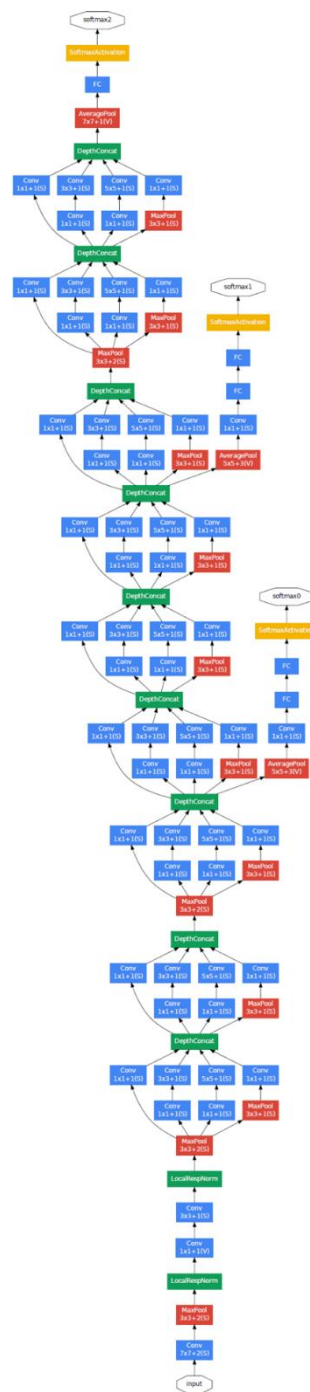 softmax2
SoftmaxActivation
FC
AveragePool
7x7+1(V)
DepthConcat
Conv Conv Conv Conv
1x1+1(S) 3x3+1(S) 5x5+1(S) 1x1+1(S)
Conv Conv MaxPool
1x1+1(S) 1x1+1(S) 3x3+1(S)
DepthConcat
Conv Conv Conv Conv
1x1+1(S) 3x3+1(S) 5x5+1(S) 1x1+1(S)
softmax1
Conv Conv MaxPool
1x1+1(S) 1x1+1(S) 3x3+1(S)
SoftmaxActivation
MaxPool
3x3+2(S)
FC
DepthConcat
FC
Conv Conv Conv Conv Conv
1x1+1(S) 3x3+1(S) 5x5+1(S) 1x1+1(S) 1x1+1(S)
Conv Conv MaxPool AveragePool
1x1+1(S) 1x1+1(S) 3x3+1(S) 5x5+3(V)
DepthConcat
Conv Conv Conv Conv
1x1+1(S) 3x3+1(S) 5x5+1(S) 1x1+1(S)
Conv Conv MaxPool
1x1+1(S) 1x1+1(S) 3x3+1(S)
DepthConcat
softmax0
Conv Conv Conv Conv
1x1+1(S) 3x3+1(S) 5x5+1(S) 1x1+1(S)
SoftmaxActivation
Conv Conv MaxPool
1x1+1(S) 1x1+1(S) 3x3+1(S)
FC
DepthConcat
FC
Conv Conv Conv Conv Conv
1x1+1(S) 3x3+1(S) 5x5+1(S) 1x1+1(S) 1x1+1(S)
Conv Conv MaxPool AveragePool
1x1+1(S) 1x1+1(S) 3x3+1(S) 5x5+3(V)
DepthConcat
Conv Conv Conv Conv
1x1+1(S) 3x3+1(S) 5x5+1(S) 1x1+1(S)
Conv Conv MaxPool
1x1+1(S) 1x1+1(S) 3x3+1(S)
MaxPool
3x3+2(S)
DepthConcat
Conv Conv Conv Conv
1x1+1(S) 3x3+1(S) 5x5+1(S) 1x1+1(S)
Conv Conv MaxPool
1x1+1(S) 1x1+1(S) 3x3+1(S)
DepthConcat
Conv Conv Conv Conv
1x1+1(S) 3x3+1(S) 5x5+1(S) 1x1+1(S)
Conv Conv MaxPool
1x1+1(S) 1x1+1(S) 3x3+1(S)
MaxPool
3x3+2(S)
LocalRespNorm
Conv
3x3+1(S)
Conv
1x1+1(V)
LocalRespNorm
MaxPool
3x3+2(S)
Conv
7x7+2(S)
input